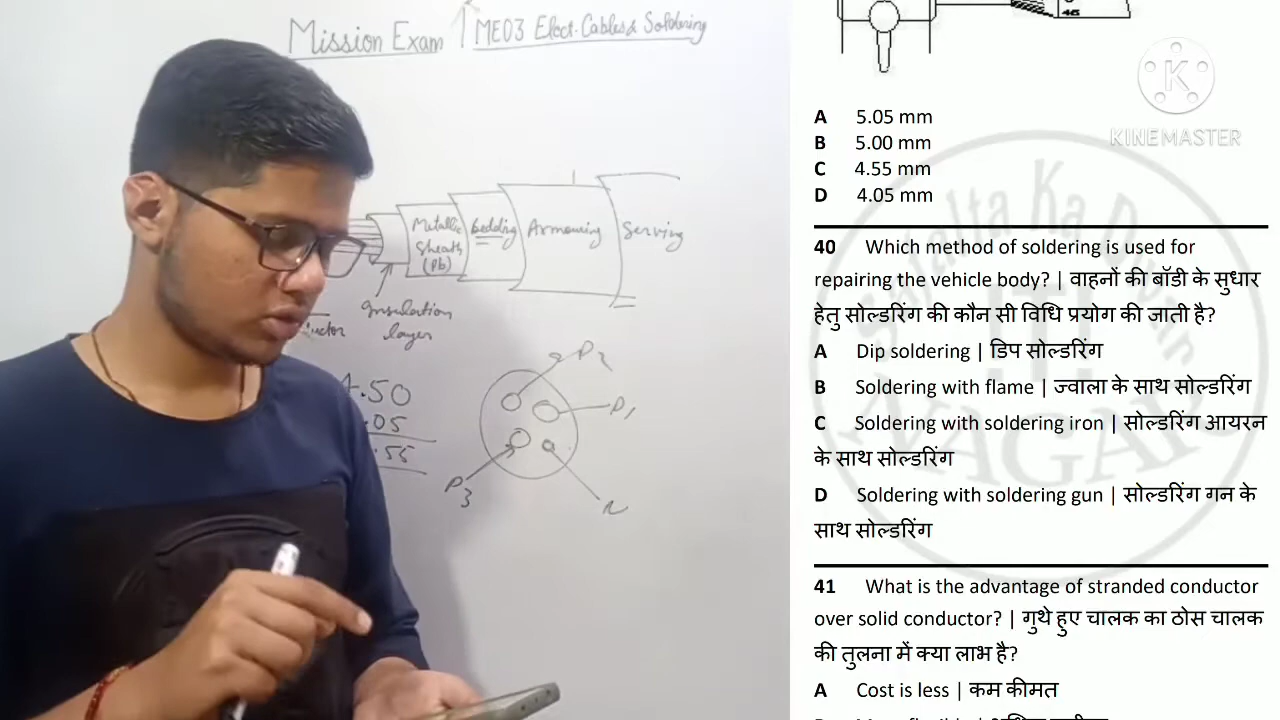 Mission Exam
ME03 Elect. Cables & Soldering
Metallic
Sheath
(Pb)
bedding
Armouring
Serving
insulation
layer
4.50
.05
.55
P2
P1
P3
N
KINEMASTER
A 5.05 mm
B 5.00 mm
C 4.55 mm
D 4.05 mm
40 Which method of soldering is used for
repairing the vehicle body? | वाहनों की बॉडी के सुधार
हेतु सोल्डरिंग की कौन सी विधि प्रयोग की जाती है?
A Dip soldering | डिप सोल्डरिंग
B Soldering with flame | ज्वाला के साथ सोल्डरिंग
C Soldering with soldering iron | सोल्डरिंग आयरन
के साथ सोल्डरिंग
D Soldering with soldering gun | सोल्डरिंग गन के
साथ सोल्डरिंग
41 What is the advantage of stranded conductor
over solid conductor? | गुथे हुए चालक का ठोस चालक
की तुलना में क्या लाभ है?
A Cost is less | कम कीमत